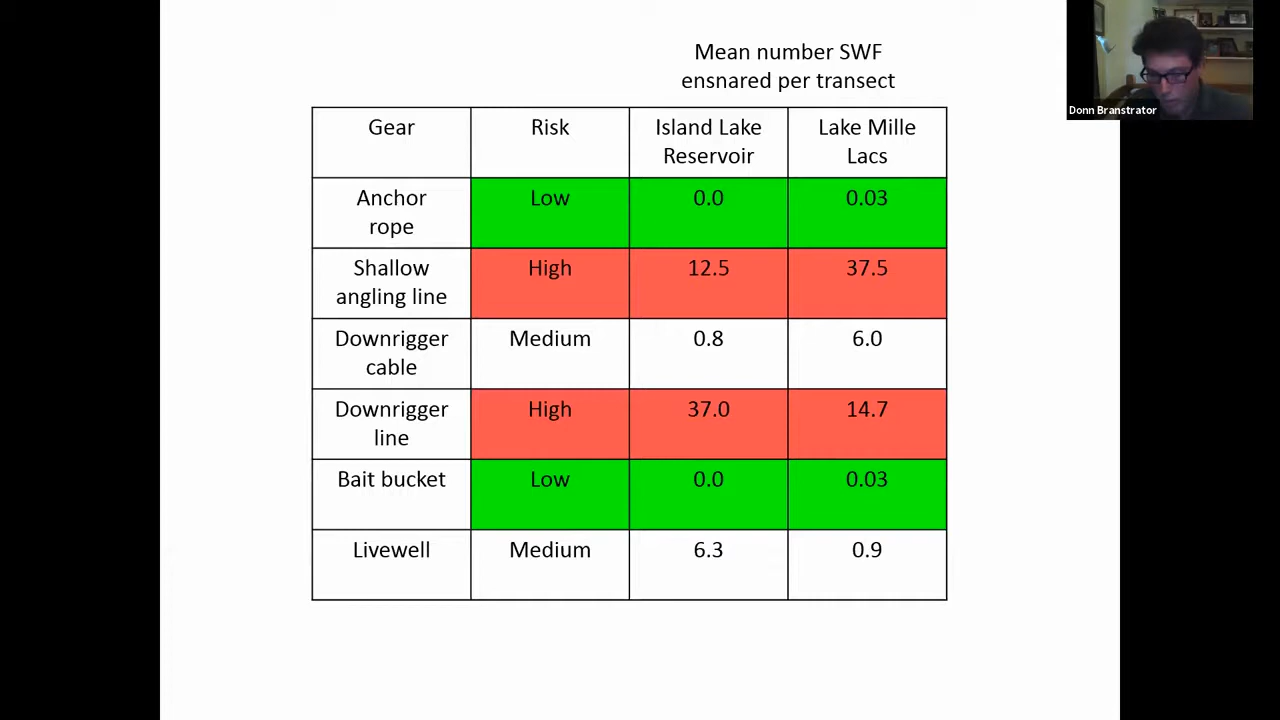 Mean number SWF
ensnared per transect
Donn Branstrator
Gear
Risk
Island Lake
Reservoir
Lake Mille
Lacs
Anchor
rope
Low
0.0
0.03
Shallow
angling line
High
12.5
37.5
Downrigger
cable
Medium
0.8
6.0
Downrigger
line
High
37.0
14.7
Bait bucket
Low
0.0
0.03
Livewell
Medium
6.3
0.9